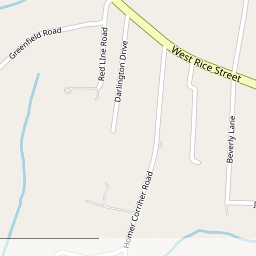 Greenfield Road
Red LIne Road
Darlington Drive
West Rice Street
Beverly Lane
Homer Corriher Road
J